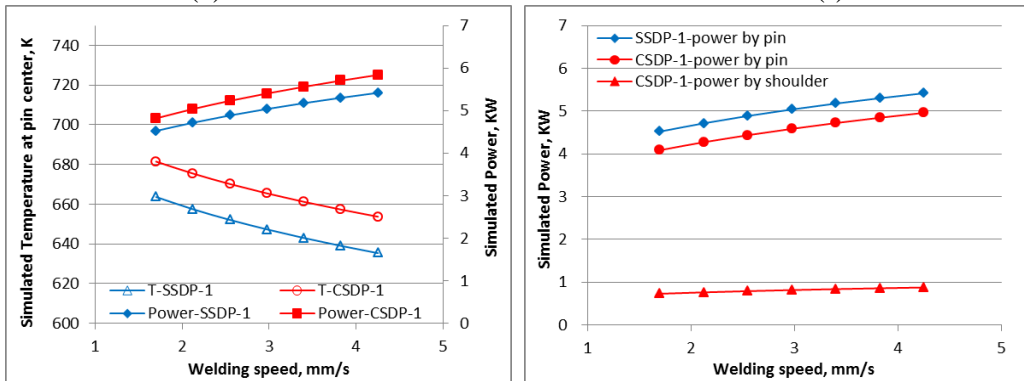 Simulated Temperature at pin center, K
740
720
700
680
660
640
620
600
7
6
5
4
3
2
1
0
Simulated Power, KW
T-SSDP-1
T-CSDP-1
Power-SSDP-1
Power-CSDP-1
1 2 3 4 5
Welding speed, mm/s
Simulated Power, KW
7
6
5
4
3
2
1
0
SSDP-1-power by pin
CSDP-1-power by pin
CSDP-1-power by shoulder
1 2 3 4 5
Welding speed, mm/s